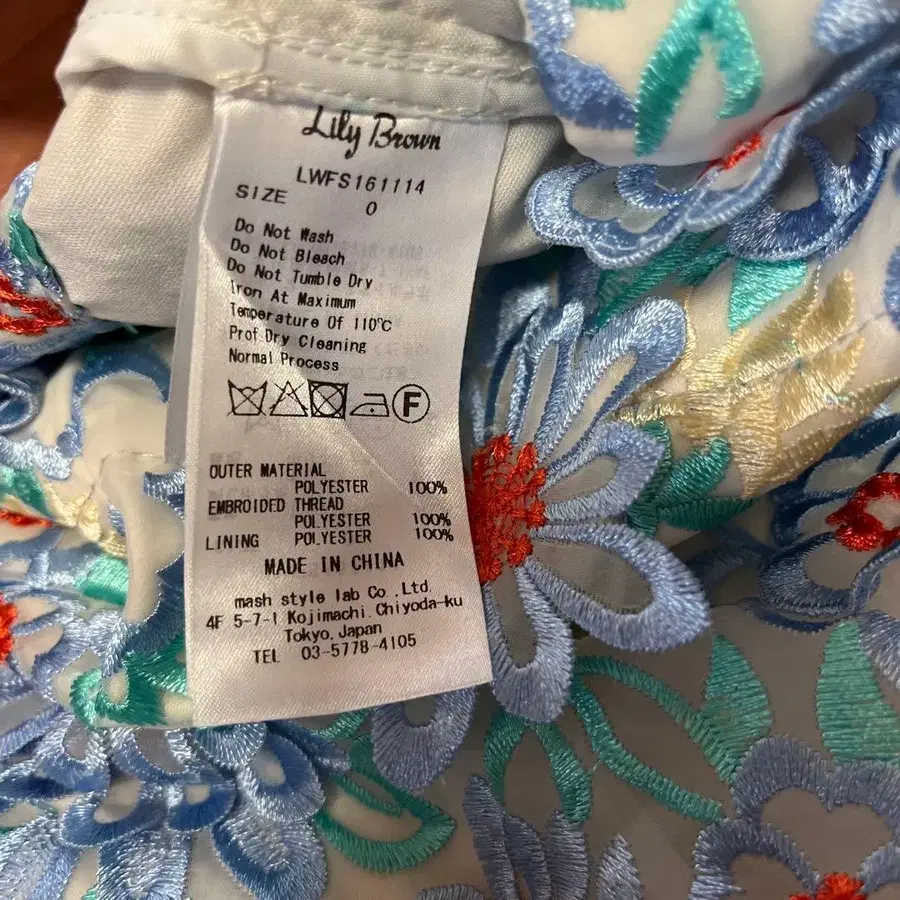 Lily Brown
LWFS161114
SIZE 0
Do Not Wash
Do Not Bleach
Do Not Tumble Dry
Iron At Maximum
Temperature Of 110℃
Prof Dry Cleaning
Normal Process
F
OUTER MATERIAL
POLYESTER 100%
EMBROIDED THREAD
POLYESTER 100%
LINING POLYESTER 100%
MADE IN CHINA
mash style lab Co.,Ltd.
4F 5-7-1 Kojimachi,Chiyoda-ku
Tokyo,Japan
TEL 03-5778-4105